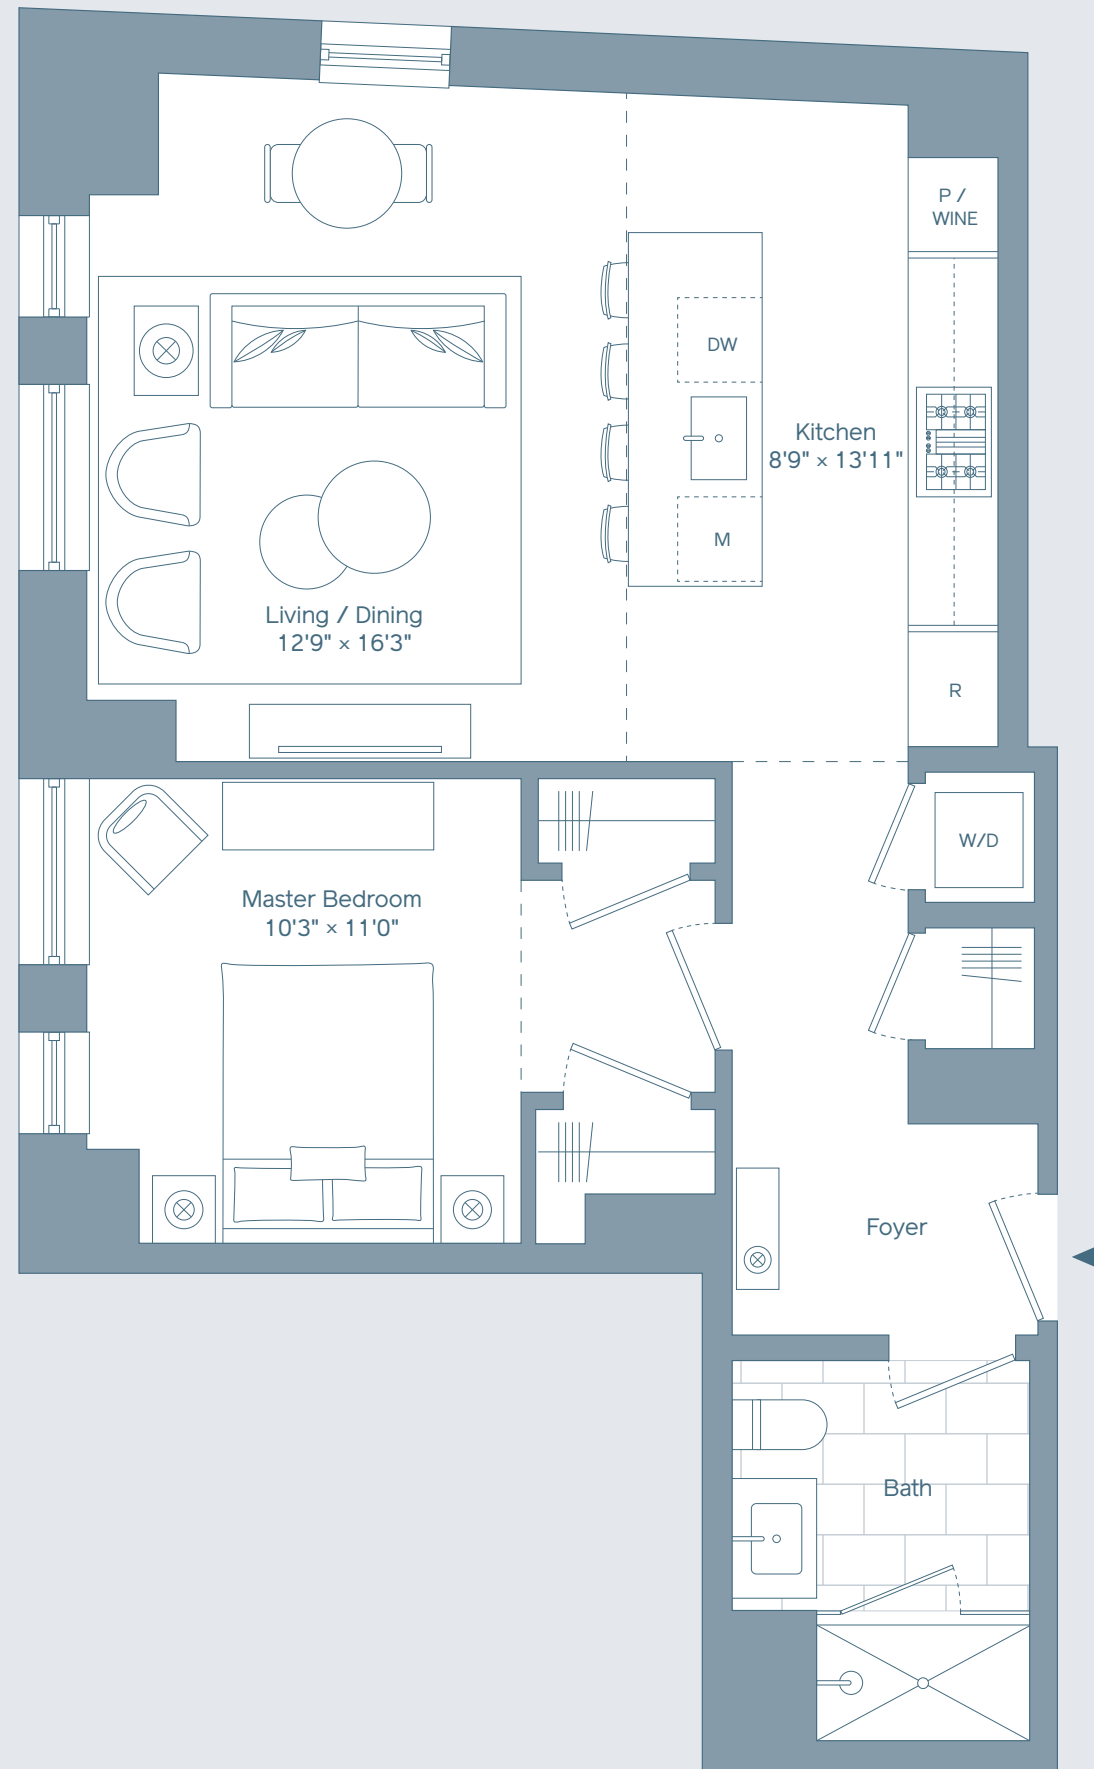 P /
WINE
DW
Kitchen
8'9" × 13'11"
M
Living / Dining
12'9" × 16'3"
R
W/D
Master Bedroom
10'3" × 11'0"
Foyer
Bath